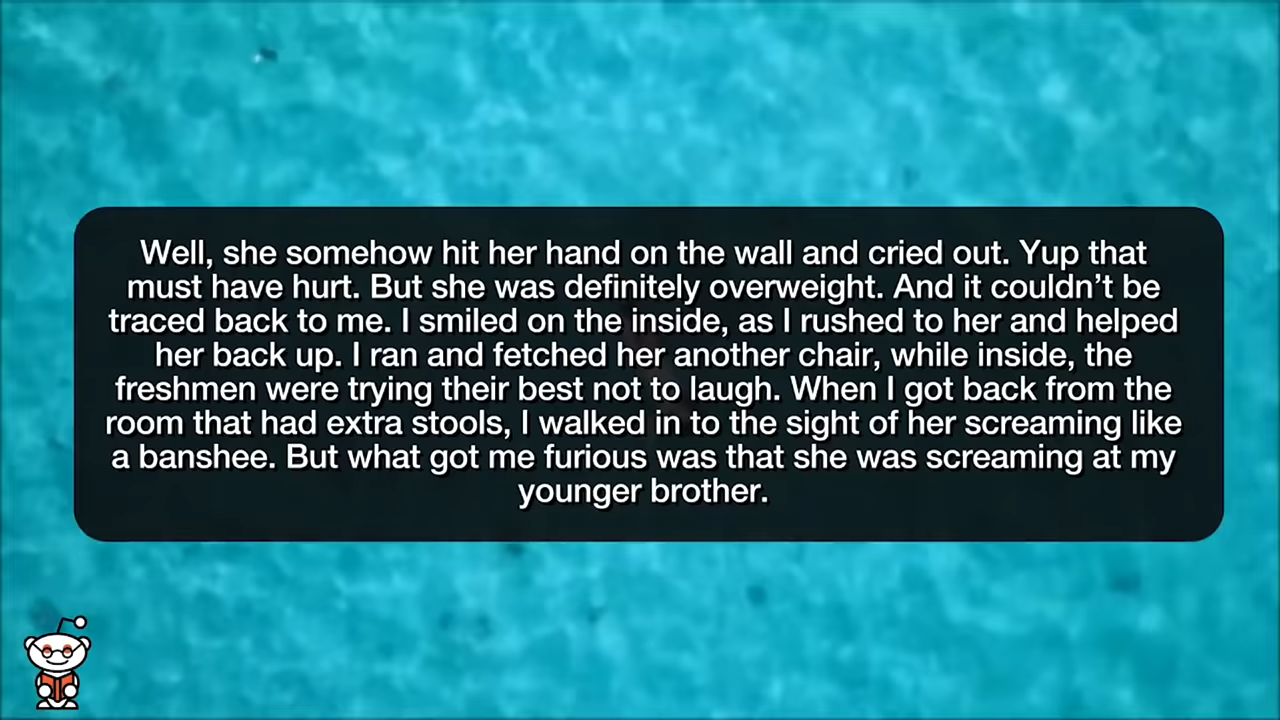 Well, she somehow hit her hand on the wall and cried out. Yup that
must have hurt. But she was definitely overweight. And it couldn’t be
traced back to me. I smiled on the inside, as I rushed to her and helped
her back up. I ran and fetched her another chair, while inside, the
freshmen were trying their best not to laugh. When I got back from the
room that had extra stools, I walked in to the sight of her screaming like
a banshee. But what got me furious was that she was screaming at my
younger brother.